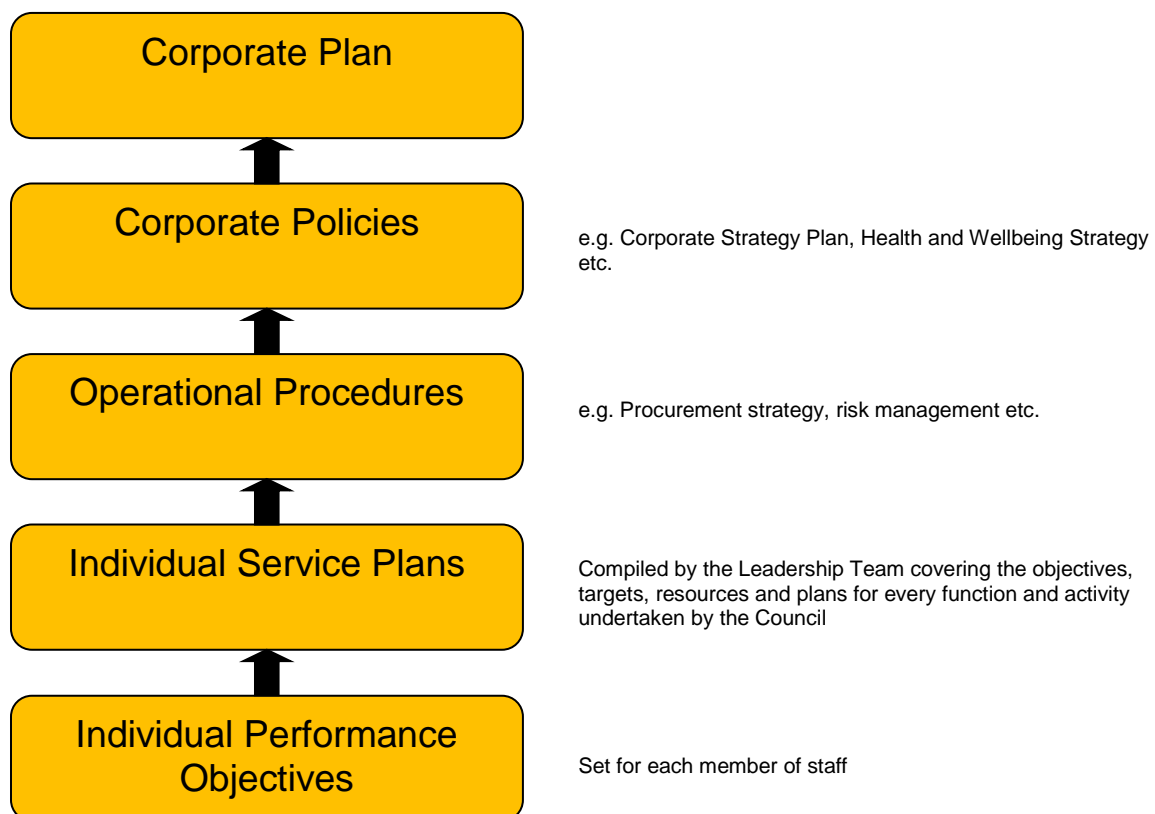 Corporate Plan
Corporate Policies
e.g. Corporate Strategy Plan, Health and Wellbeing Strategy
etc.
Operational Procedures
e.g. Procurement strategy, risk management etc.
Individual Service Plans
Compiled by the Leadership Team covering the objectives,
targets, resources and plans for every function and activity
undertaken by the Council
Individual Performance
Objectives
Set for each member of staff